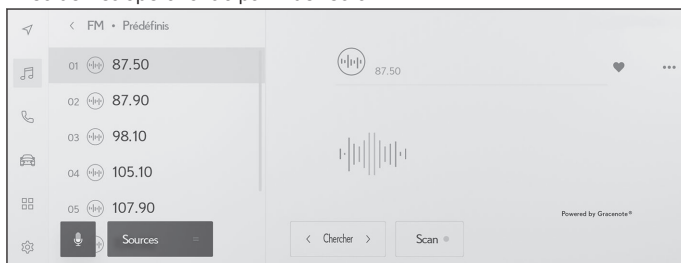 FM • Prédéfinis
01 87.50
02 87.90
03 98.10
04 105.10
05 107.90
Sources
87.50
Chercher
Scan
Powered by Gracenote®